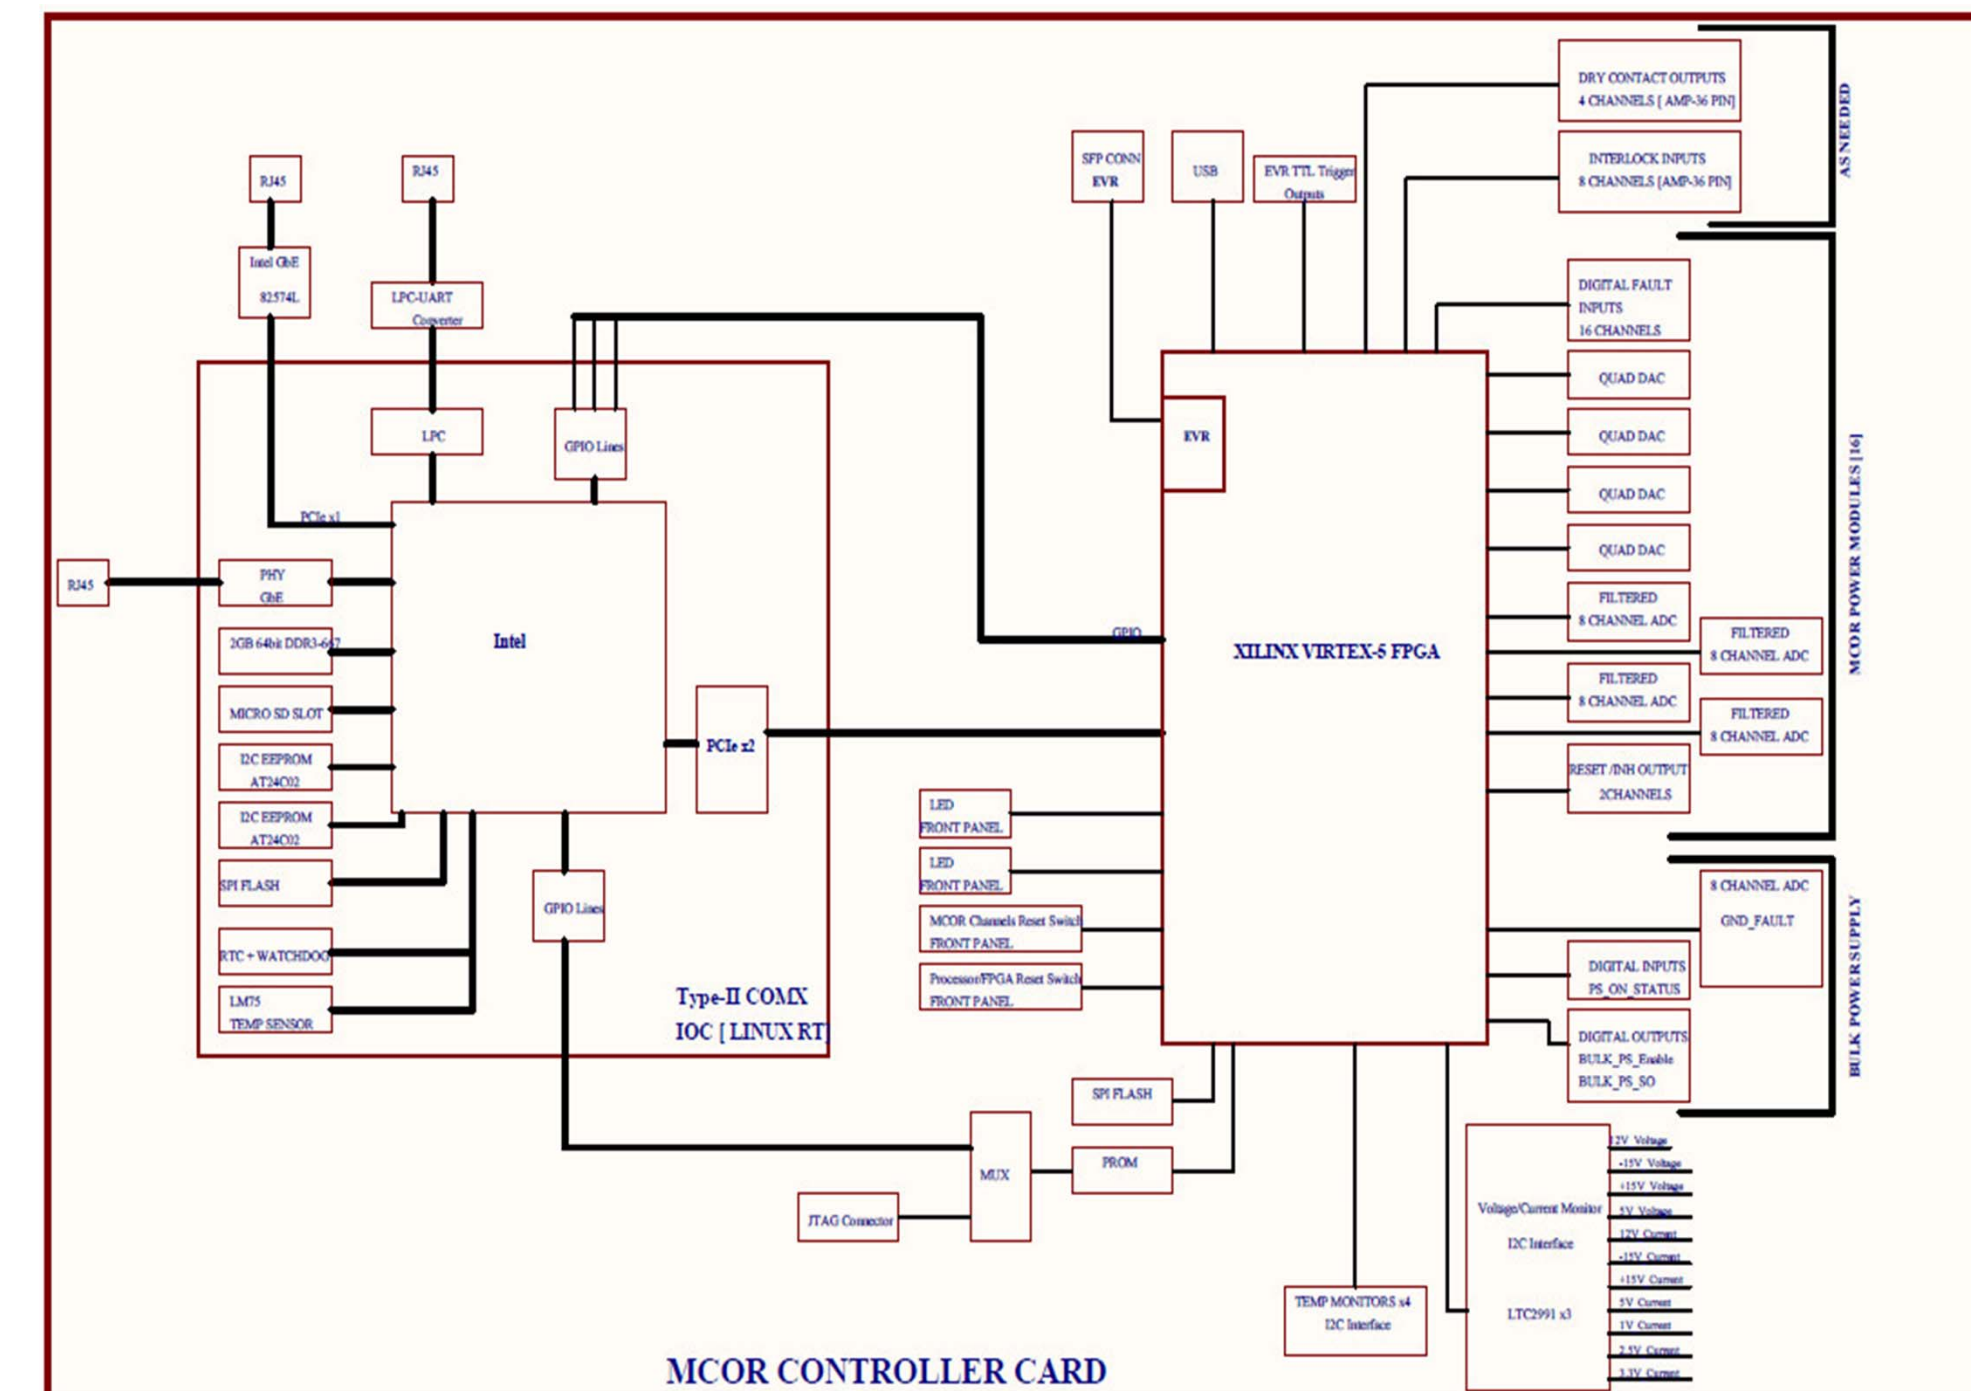 DRY CONTACT OUTPUTS
4 CHANNELS [ AMP-36 PIN]
INTERLOCK INPUTS
8 CHANNELS [AMP-36 PIN]
AS NEEDED
SFP CONN
EVR
USB
EVR TTL Trigger
Outputs
RJ45
RJ45
Intel GbE
82574L
LPC-UART
Converter
LPC
GPIO Lines
PCIe x1
RJ45
PHY
GbE
2GB 64bit DDR3-667
MICRO SD SLOT
I2C EEPROM
AT24C02
I2C EEPROM
AT24C02
SPI FLASH
RTC + WATCHDOG
LM75
TEMP SENSOR
Intel
PCIe x2
GPIO Lines
Type-II COMX
IOC [ LINUX RT]
GPIO
EVR
XILINX VIRTEX-5 FPGA
DIGITAL FAULT
INPUTS
16 CHANNELS
QUAD DAC
QUAD DAC
QUAD DAC
QUAD DAC
FILTERED
8 CHANNEL ADC
FILTERED
8 CHANNEL ADC
FILTERED
8 CHANNEL ADC
FILTERED
8 CHANNEL ADC
RESET /INH OUTPUT
2CHANNELS
MCOR POWER MODULES [16]
LED
FRONT PANEL
LED
FRONT PANEL
MCOR Channels Reset Switch
FRONT PANEL
Processor/FPGA Reset Switch
FRONT PANEL
8 CHANNEL ADC
GND_FAULT
DIGITAL INPUTS
PS_ON_STATUS
DIGITAL OUTPUTS
BULK_PS_Enable
BULK_PS_SO
BULK POWER SUPPLY
SPI FLASH
PROM
MUX
JTAG Connector
TEMP MONITORS x4
I2C Interface
Voltage/Current Monitor
I2C Interface
LTC2991 x3
12V Voltage
-15V Voltage
+15V Voltage
5V Voltage
12V Current
-15V Current
+15V Current
5V Current
1V Current
2.5V Current
3.3V Current
MCOR CONTROLLER CARD